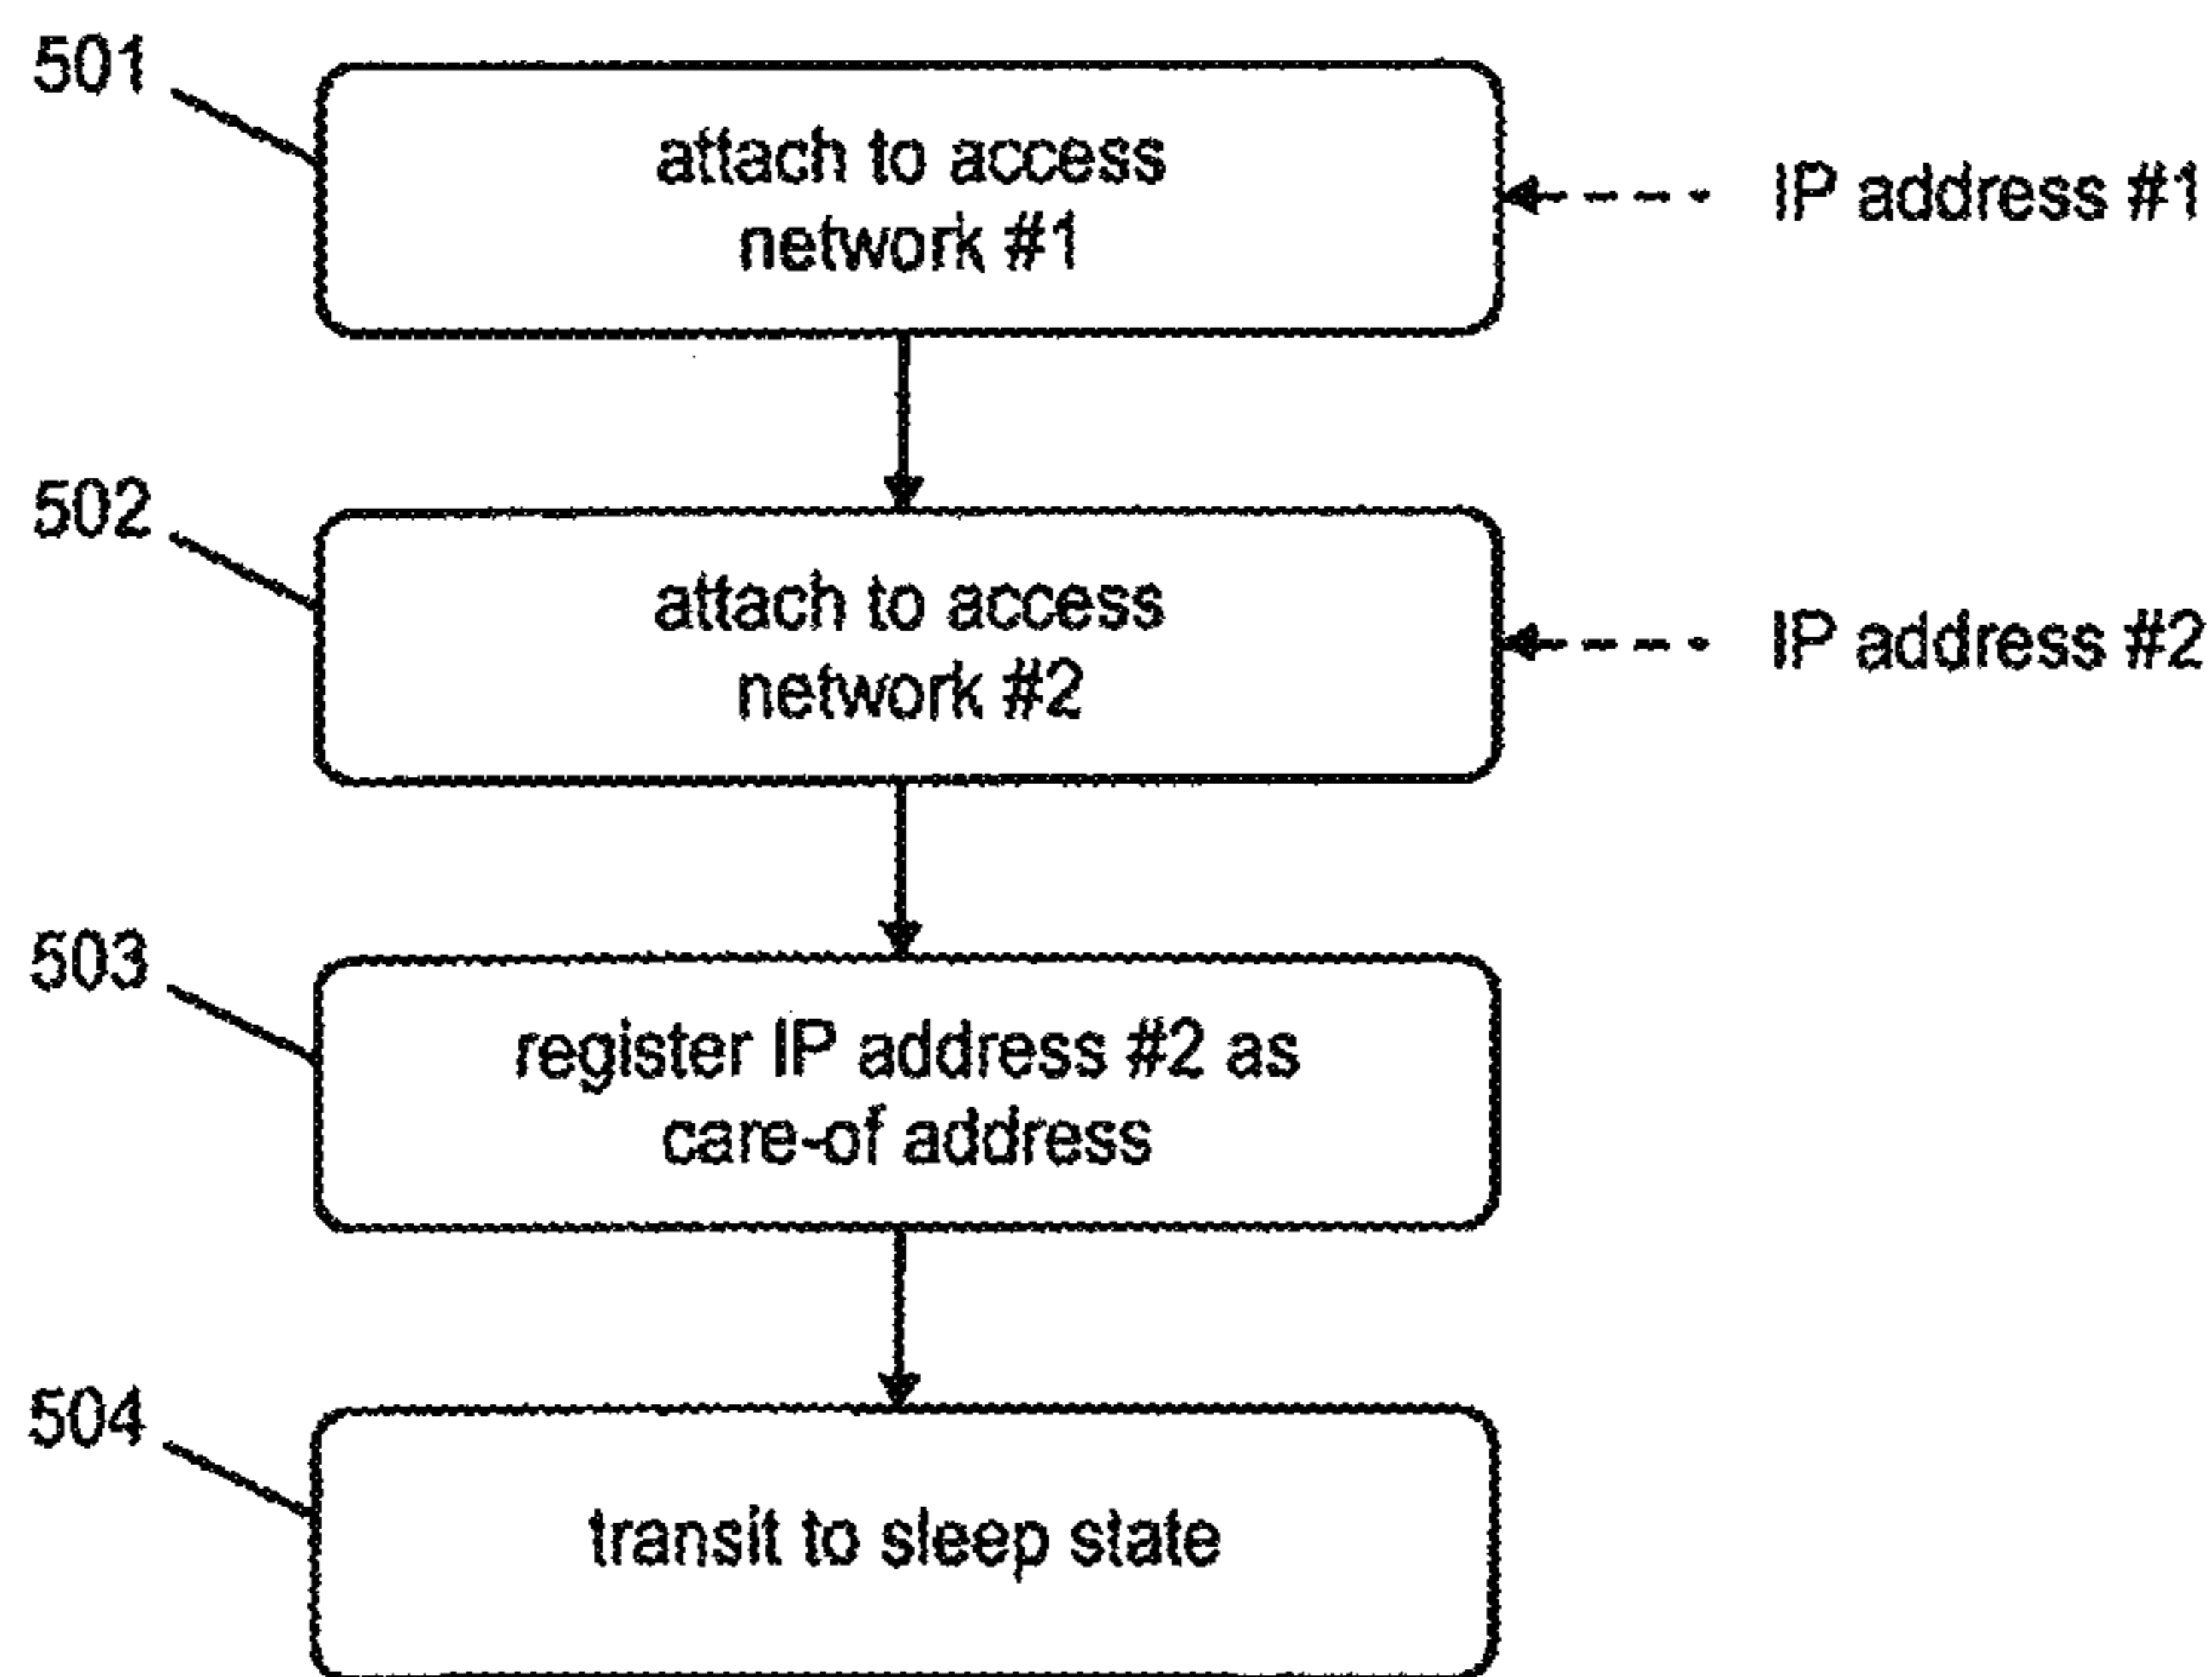 501
attach to access
network #1
IP address #1
502
attach to access
network #2
IP address #2
503
register IP address #2 as
care-of address
504
transit to sleep state